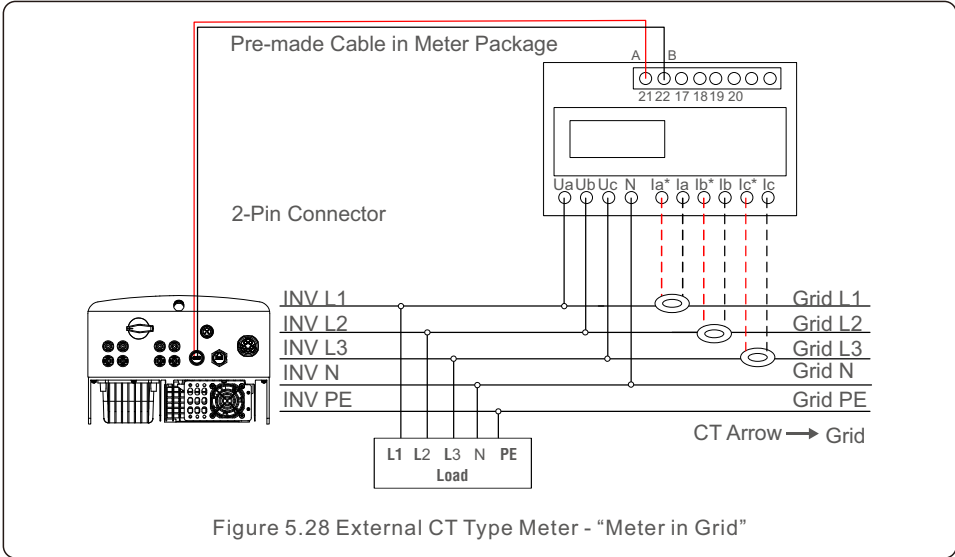 Pre-made Cable in Meter Package
A B
21 22 17 18 19 20
Ua Ub Uc N Ia* Ia Ib* Ib Ic* Ic
2-Pin Connector
INV L1 Grid L1
INV L2 Grid L2
INV L3 Grid L3
INV N Grid N
INV PE Grid PE
CT Arrow Grid
L1 L2 L3 N PE
Load
Figure 5.28 External CT Type Meter - “Meter in Grid”